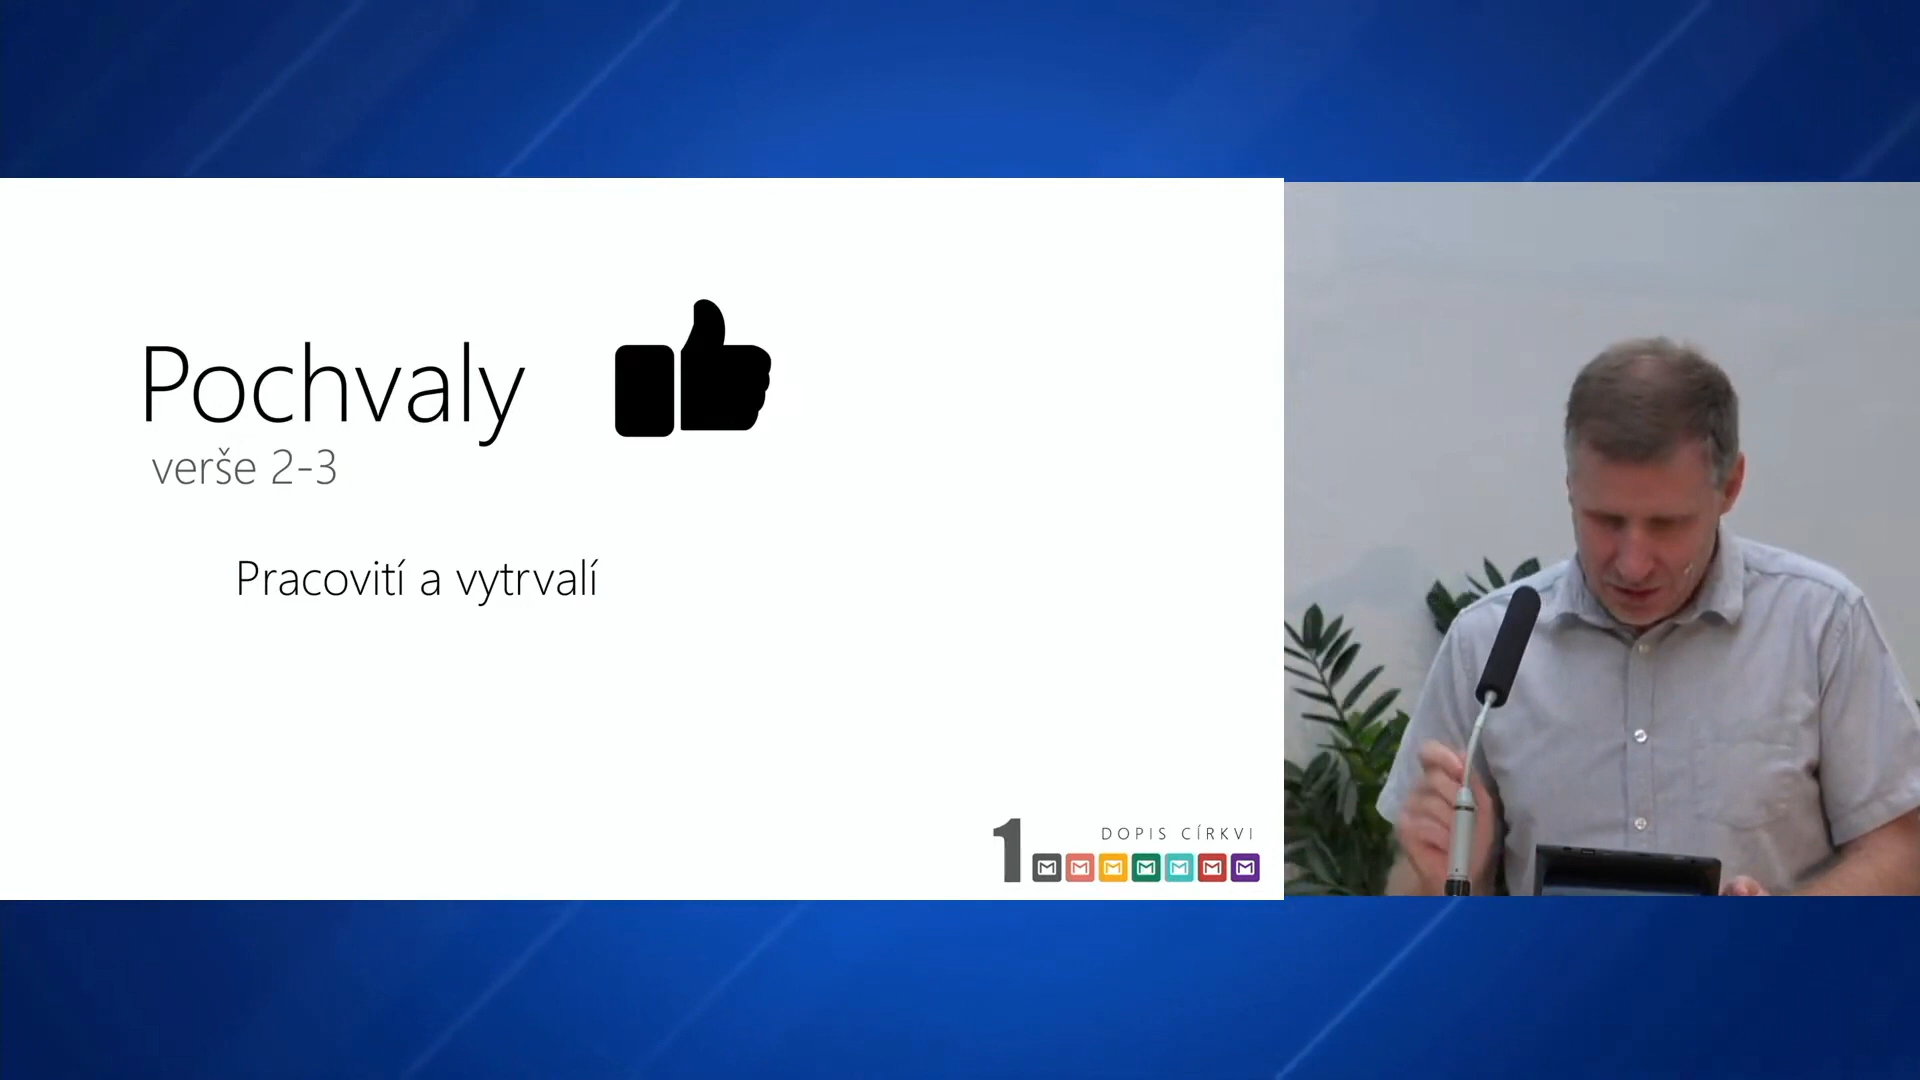 Pochvaly
verše 2-3
Pracovití a vytrvalí
1
DOPIS CÍRKVI